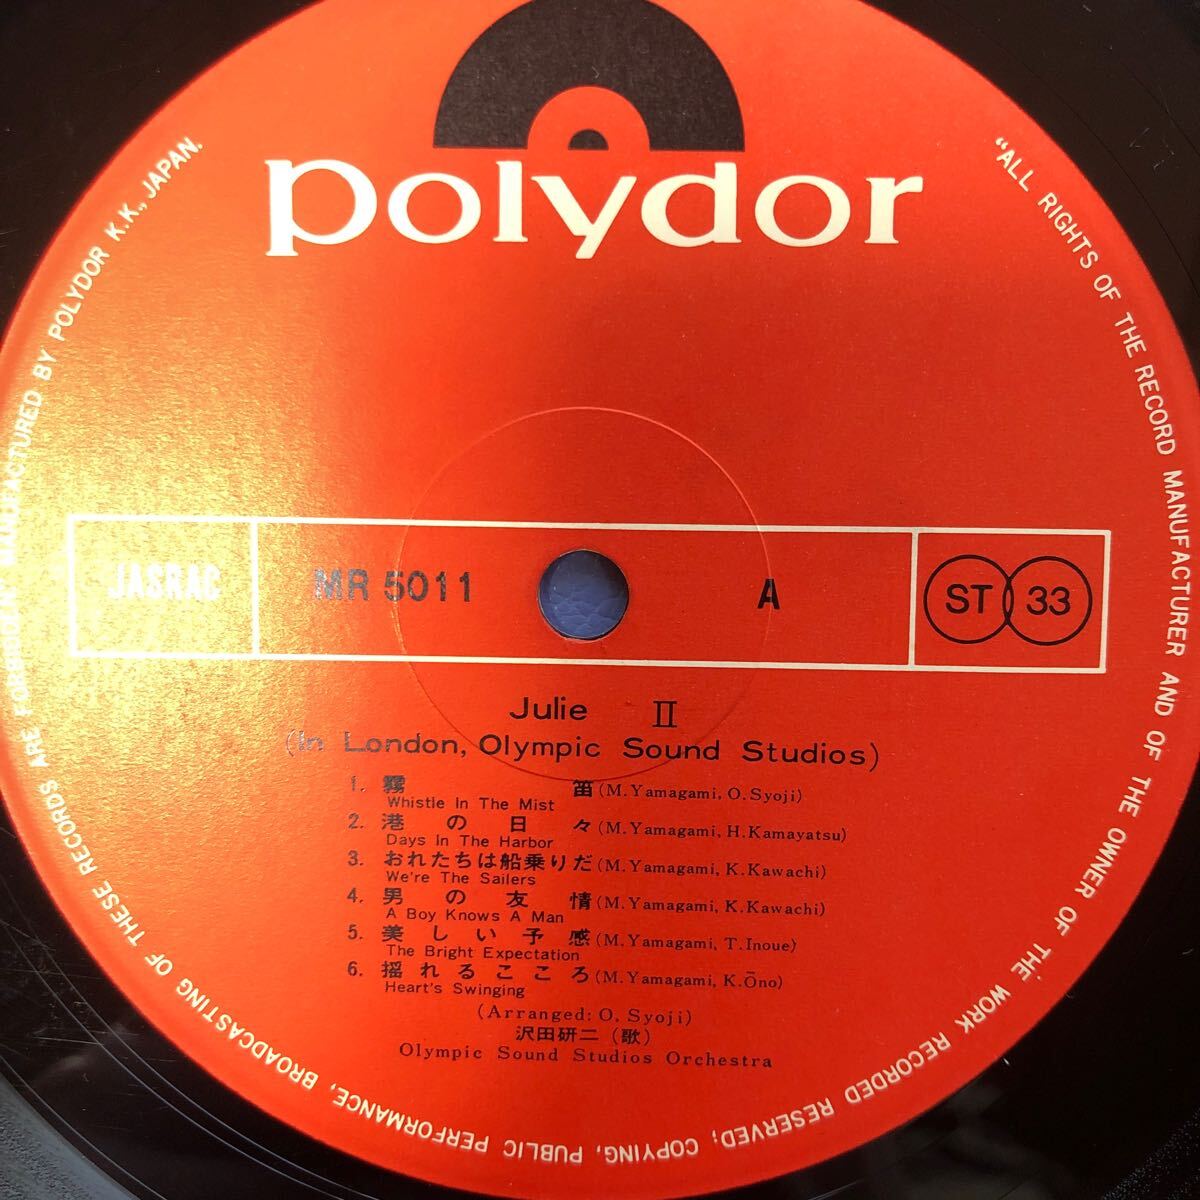 polydor
JASRAC
MR 5011
A
ST 33
Julie II
(In London, Olympic Sound Studios)
1. 霧笛 (M. Yamagami, O. Syoji)
Whistle In The Mist
2. 港の日々 (M. Yamagami, H. Kamayatsu)
Days In The Harbor
3. おれたちは船乗りだ (M. Yamagami, K. Kawachi)
We're The Sailers
4. 男の友情 (M. Yamagami, K. Kawachi)
A Boy Knows A Man
5. 美しい予感 (M. Yamagami, T. Inoue)
The Bright Expectation
6. 揺れるこころ (M. Yamagami, K. Ōno)
Heart's Swinging
(Arranged: O. Syoji)
沢田研二 (歌)
Olympic Sound Studios Orchestra
"ALL RIGHTS OF THE RECORD MANUFACTURER AND OF THE OWNER OF THE WORK RECORDED RESERVED; COPYING, PUBLIC PERFORMANCE, BROADCASTING OF THESE RECORDS ARE FORBIDDEN." MANUFACTURED BY POLYDOR K.K., JAPAN.